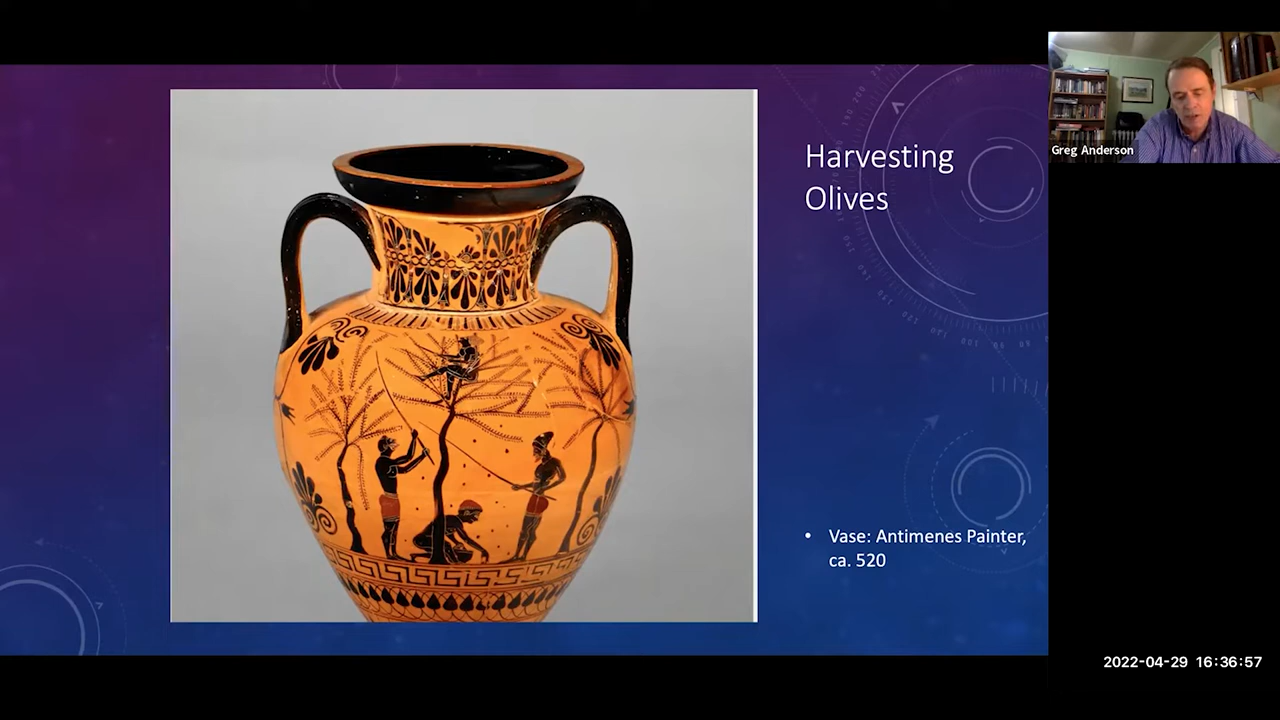 Harvesting
Olives
• Vase: Antimenes Painter,
ca. 520
Greg Anderson
2022-04-29 16:36:57